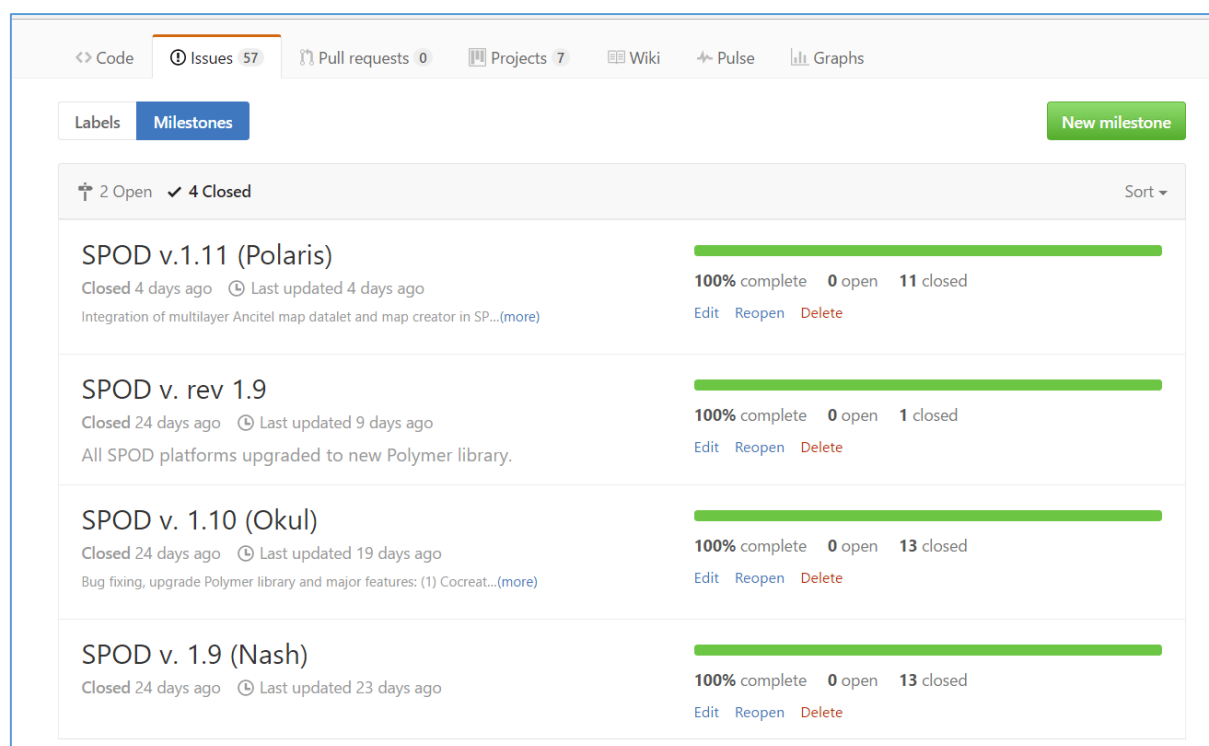 Code Issues 57 Pull requests 0 Projects 7 Wiki Pulse Graphs
Labels Milestones New milestone
2 Open 4 Closed Sort
SPOD v.1.11 (Polaris)
Closed 4 days ago Last updated 4 days ago
Integration of multilayer Ancitel map datalet and map creator in SP...(more)
100% complete 0 open 11 closed
Edit Reopen Delete
SPOD v. rev 1.9
Closed 24 days ago Last updated 9 days ago
All SPOD platforms upgraded to new Polymer library.
100% complete 0 open 1 closed
Edit Reopen Delete
SPOD v. 1.10 (Okul)
Closed 24 days ago Last updated 19 days ago
Bug fixing, upgrade Polymer library and major features: (1) Cocreat...(more)
100% complete 0 open 13 closed
Edit Reopen Delete
SPOD v. 1.9 (Nash)
Closed 24 days ago Last updated 23 days ago
100% complete 0 open 13 closed
Edit Reopen Delete